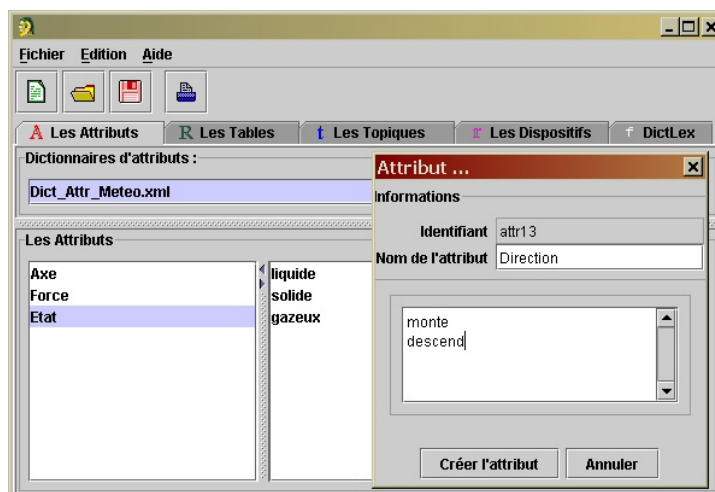 Fichier Edition Aide
A Les Attributs R Les Tables t Les Topiques r Les Dispositifs f DictLex
Dictionnaires d'attributs :
Dict_Attr_Meteo.xml
Les Attributs
Axe
Force
Etat
liquide
solide
gazeux
Attribut ...
Informations
Identifiant attr13
Nom de l'attribut Direction
monte
descend
Créer l'attribut Annuler